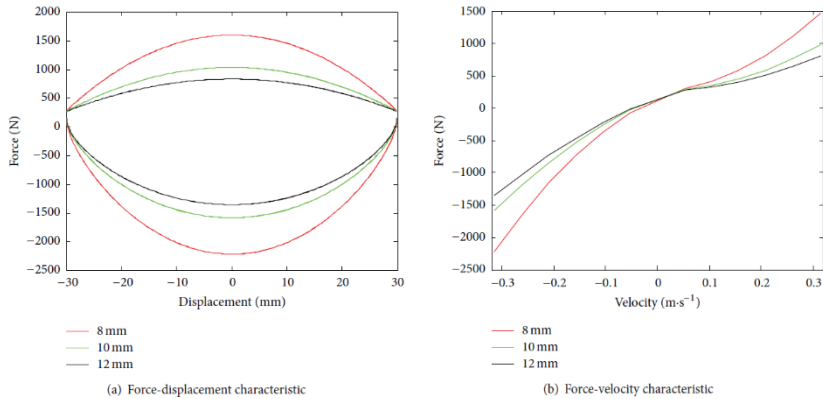 2000
1500
1000
500
0
−500
−1000
−1500
−2000
−2500
Force (N)
−30
−20
−10
0
10
20
30
Displacement (mm)
8 mm
10 mm
12 mm
(a) Force-displacement characteristic
1500
1000
500
0
−500
−1000
−1500
−2000
−2500
Force (N)
−0.3
−0.2
−0.1
0
0.1
0.2
0.3
Velocity (m·s⁻¹)
8 mm
10 mm
12 mm
(b) Force-velocity characteristic